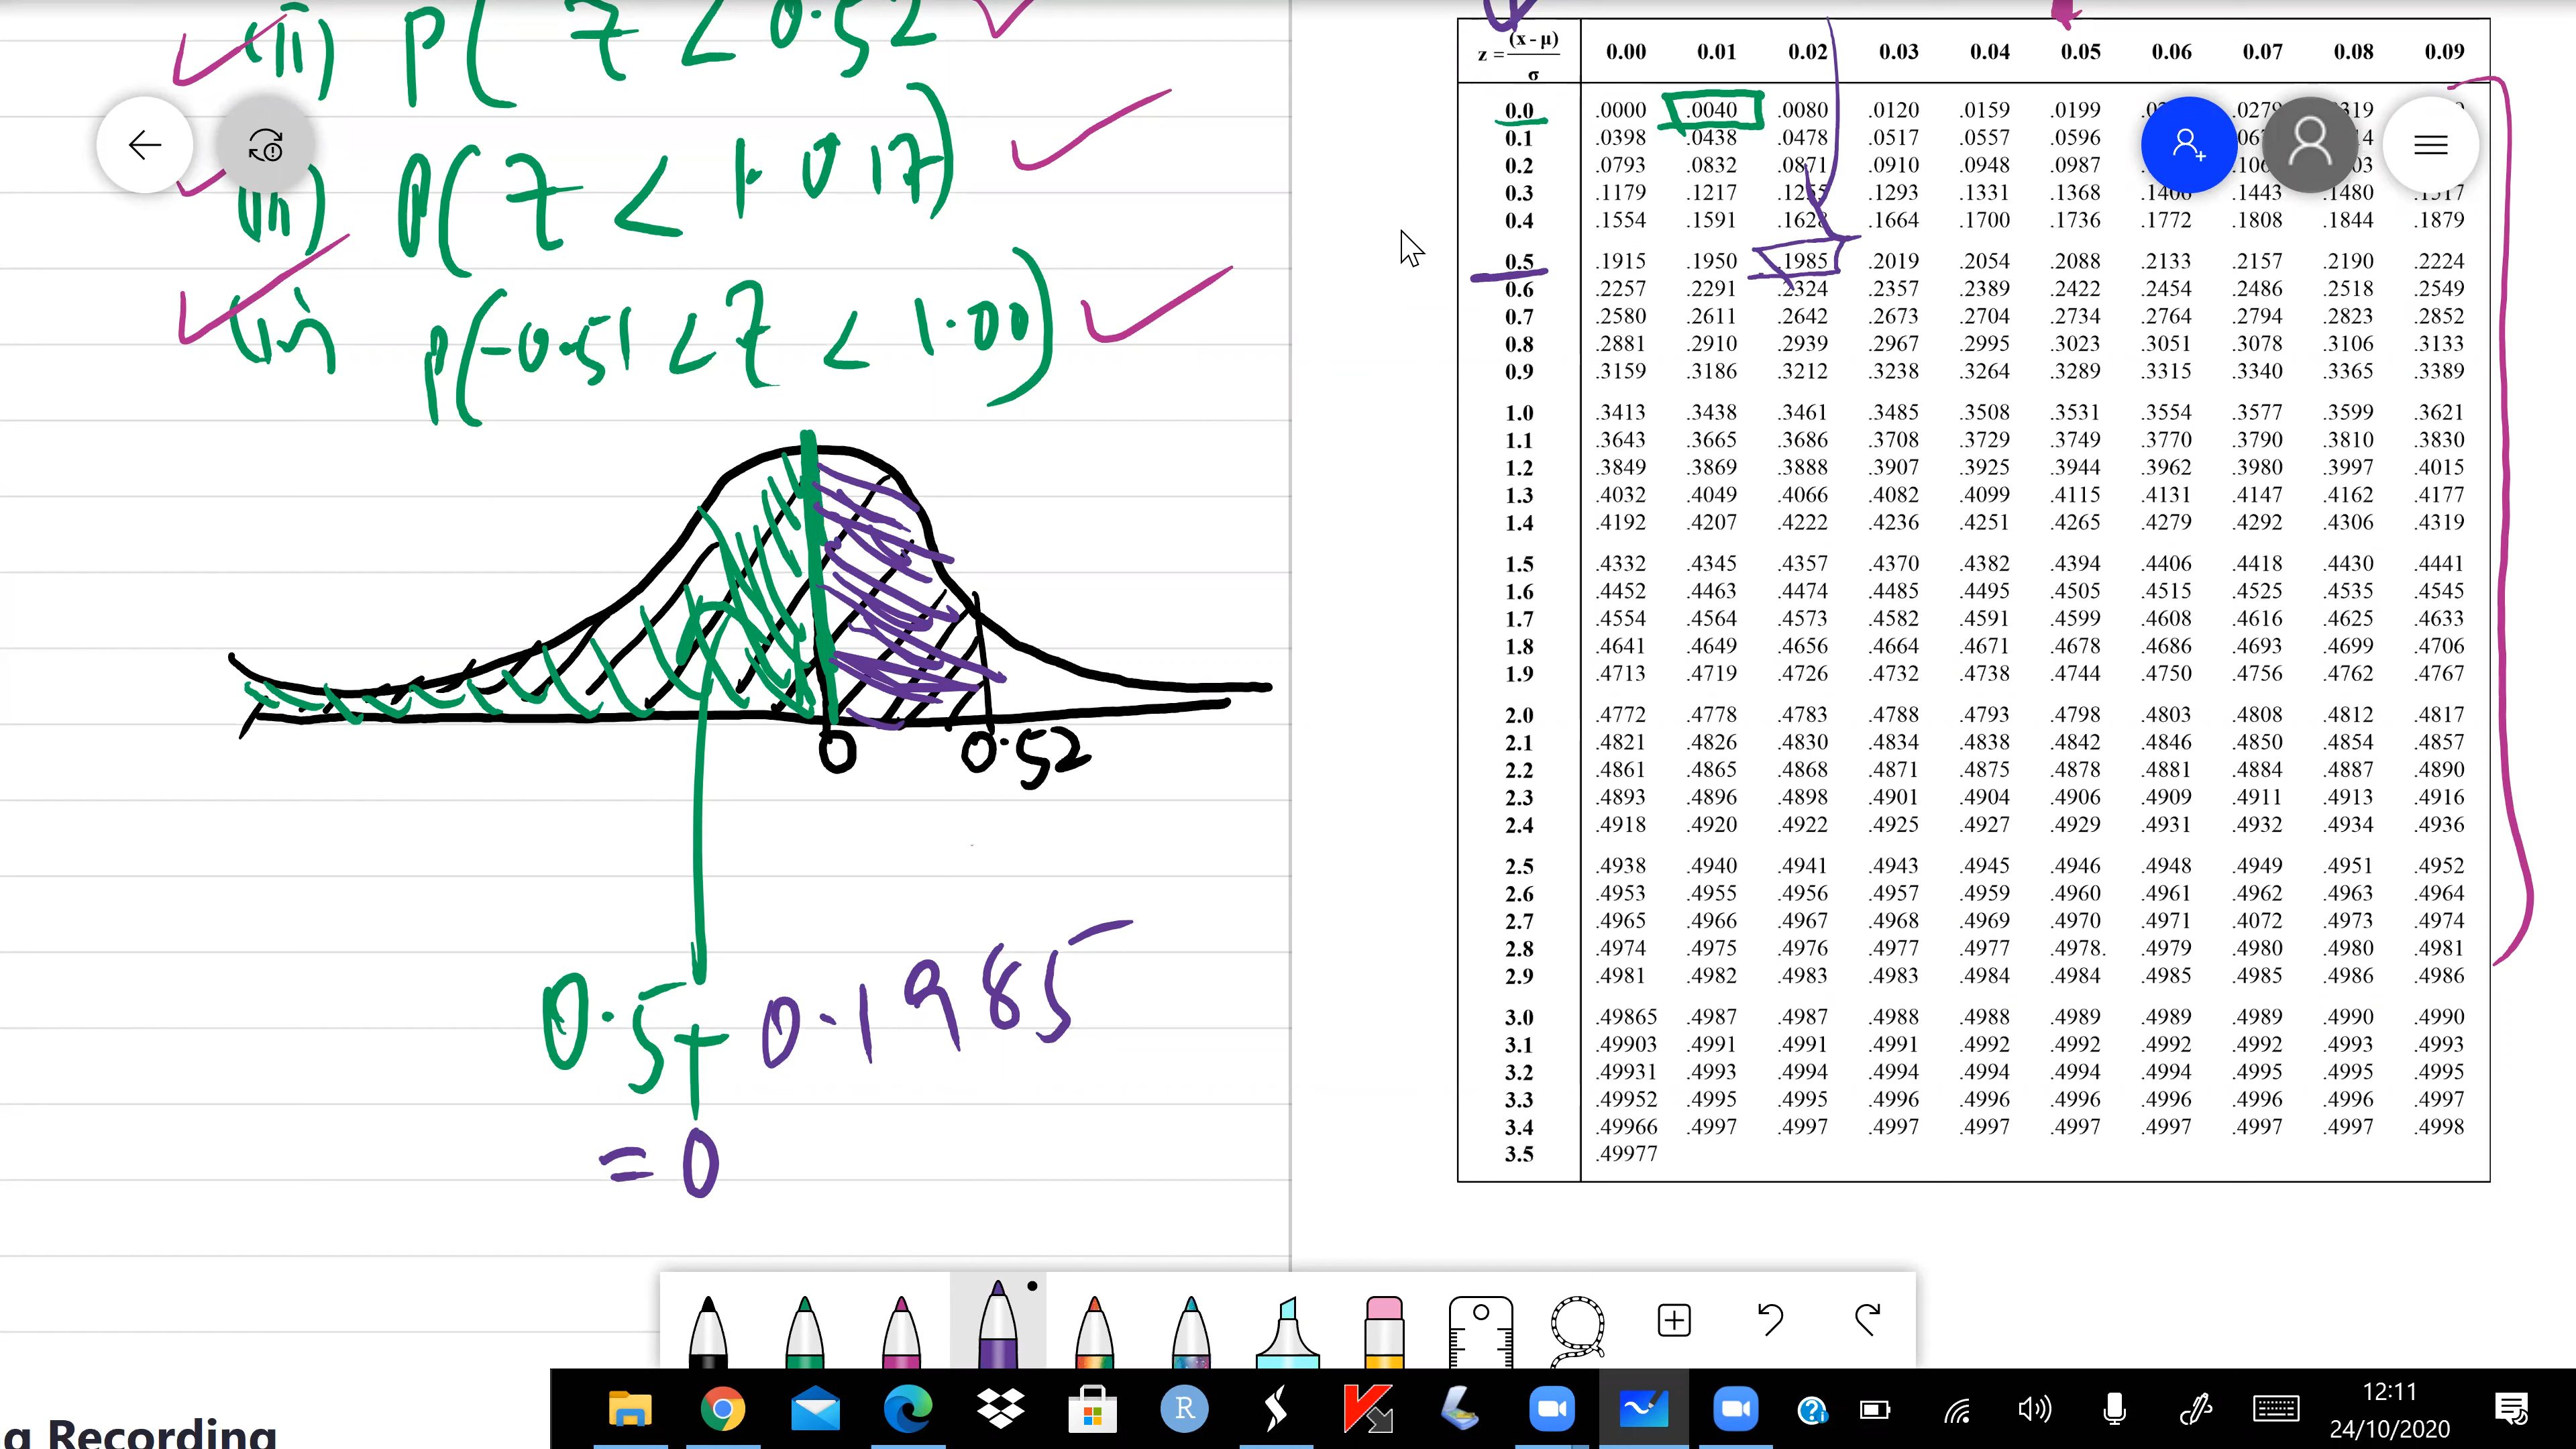 (ii) P( Z < 0.52
(iii) P( Z < 1.017)
(iv) P(-0.51 < Z < 1.00)
0 0.52
0.5 + 0.1985
= 0
z = (x - μ) / σ 0.00 0.01 0.02 0.03 0.04 0.05 0.06 0.07 0.08 0.09
0.0 .0000 .0040 .0080 .0120 .0159 .0199
0.1 .0398 .0438 .0478 .0517 .0557 .0596
0.2 .0793 .0832 .0871 .0910 .0948 .0987
0.3 .1179 .1217 .1255 .1293 .1331 .1368 .1406 .1443 .1480 .1517
0.4 .1554 .1591 .1628 .1664 .1700 .1736 .1772 .1808 .1844 .1879
0.5 .1915 .1950 .1985 .2019 .2054 .2088 .2133 .2157 .2190 .2224
0.6 .2257 .2291 .2324 .2357 .2389 .2422 .2454 .2486 .2518 .2549
0.7 .2580 .2611 .2642 .2673 .2704 .2734 .2764 .2794 .2823 .2852
0.8 .2881 .2910 .2939 .2967 .2995 .3023 .3051 .3078 .3106 .3133
0.9 .3159 .3186 .3212 .3238 .3264 .3289 .3315 .3340 .3365 .3389
1.0 .3413 .3438 .3461 .3485 .3508 .3531 .3554 .3577 .3599 .3621
1.1 .3643 .3665 .3686 .3708 .3729 .3749 .3770 .3790 .3810 .3830
1.2 .3849 .3869 .3888 .3907 .3925 .3944 .3962 .3980 .3997 .4015
1.3 .4032 .4049 .4066 .4082 .4099 .4115 .4131 .4147 .4162 .4177
1.4 .4192 .4207 .4222 .4236 .4251 .4265 .4279 .4292 .4306 .4319
1.5 .4332 .4345 .4357 .4370 .4382 .4394 .4406 .4418 .4430 .4441
1.6 .4452 .4463 .4474 .4485 .4495 .4505 .4515 .4525 .4535 .4545
1.7 .4554 .4564 .4573 .4582 .4591 .4599 .4608 .4616 .4625 .4633
1.8 .4641 .4649 .4656 .4664 .4671 .4678 .4686 .4693 .4699 .4706
1.9 .4713 .4719 .4726 .4732 .4738 .4744 .4750 .4756 .4762 .4767
2.0 .4772 .4778 .4783 .4788 .4793 .4798 .4803 .4808 .4812 .4817
2.1 .4821 .4826 .4830 .4834 .4838 .4842 .4846 .4850 .4854 .4857
2.2 .4861 .4865 .4868 .4871 .4875 .4878 .4881 .4884 .4887 .4890
2.3 .4893 .4896 .4898 .4901 .4904 .4906 .4909 .4911 .4913 .4916
2.4 .4918 .4920 .4922 .4925 .4927 .4929 .4931 .4932 .4934 .4936
2.5 .4938 .4940 .4941 .4943 .4945 .4946 .4948 .4949 .4951 .4952
2.6 .4953 .4955 .4956 .4957 .4959 .4960 .4961 .4962 .4963 .4964
2.7 .4965 .4966 .4967 .4968 .4969 .4970 .4971 .4072 .4973 .4974
2.8 .4974 .4975 .4976 .4977 .4977 .4978. .4979 .4980 .4980 .4981
2.9 .4981 .4982 .4983 .4983 .4984 .4984 .4985 .4985 .4986 .4986
3.0 .49865 .4987 .4987 .4988 .4988 .4989 .4989 .4989 .4990 .4990
3.1 .49903 .4991 .4991 .4991 .4992 .4992 .4992 .4992 .4993 .4993
3.2 .49931 .4993 .4994 .4994 .4994 .4994 .4994 .4995 .4995 .4995
3.3 .49952 .4995 .4995 .4996 .4996 .4996 .4996 .4996 .4996 .4997
3.4 .49966 .4997 .4997 .4997 .4997 .4997 .4997 .4997 .4997 .4998
3.5 .49977
R
12:11
24/10/2020
Recording